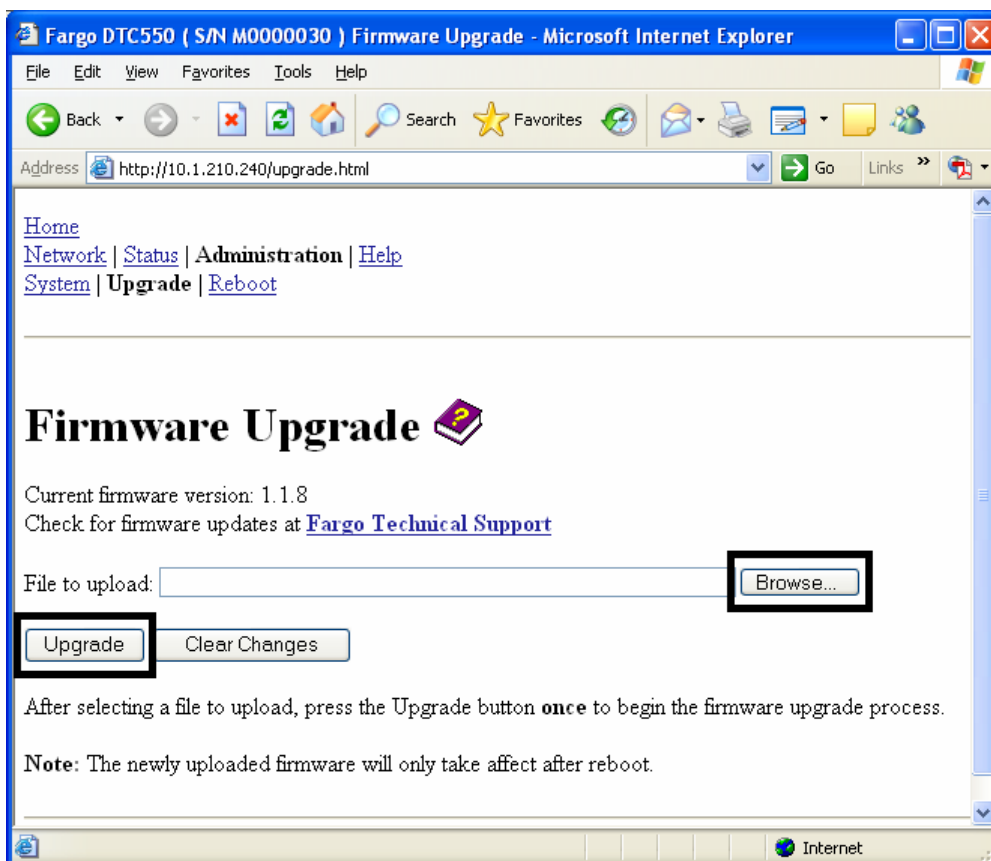 Fargo DTC550 ( S/N M0000030 ) Firmware Upgrade - Microsoft Internet Explorer
File Edit View Favorites Tools Help
Back Search Favorites
Address http://10.1.210.240/upgrade.html Go Links »
Home
Network | Status | Administration | Help
System | Upgrade | Reboot
Firmware Upgrade ?
Current firmware version: 1.1.8
Check for firmware updates at Fargo Technical Support
File to upload: Browse...
Upgrade Clear Changes
After selecting a file to upload, press the Upgrade button once to begin the firmware upgrade process.
Note: The newly uploaded firmware will only take affect after reboot.
Internet